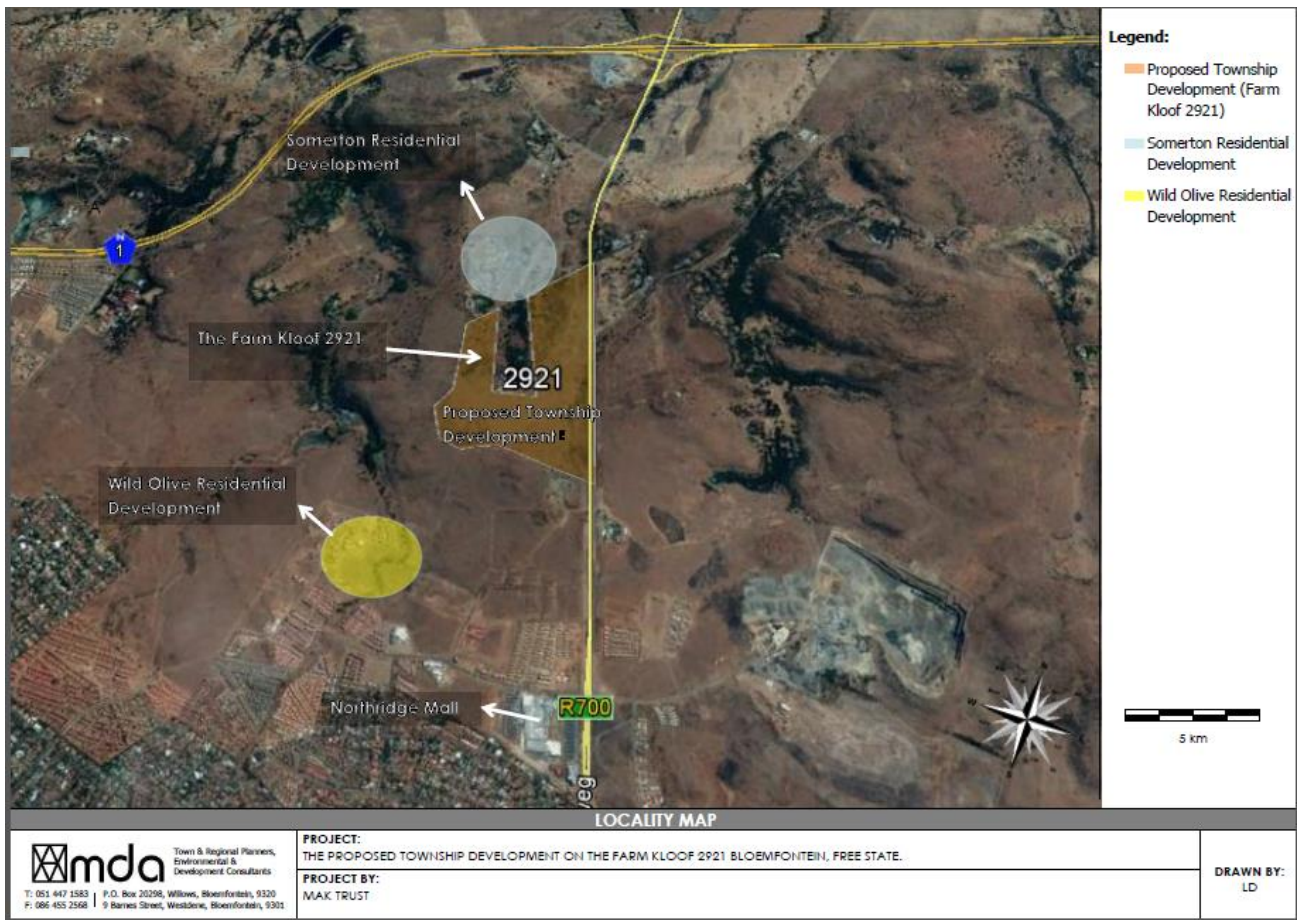 Legend:
Proposed Township
Development (Farm
Kloof 2921)
Somerton Residential
Development
Wild Olive Residential
Development
5 km
Somerton Residential
Development
N
1
The Farm Kloof 2921
2921
Proposed Township
Development
Wild Olive Residential
Development
Northridge Mall
R700
veg
LOCALITY MAP
mda
Town & Regional Planners,
Environmental &
Development Consultants
T: 051 447 1583 | P.O. Box 20298, Willows, Bloemfontein, 9320
F: 086 455 2568 | 9 Barnes Street, Westdene, Bloemfontein, 9301
PROJECT:
THE PROPOSED TOWNSHIP DEVELOPMENT ON THE FARM KLOOF 2921 BLOEMFONTEIN, FREE STATE.
PROJECT BY:
MAK TRUST
DRAWN BY:
LD